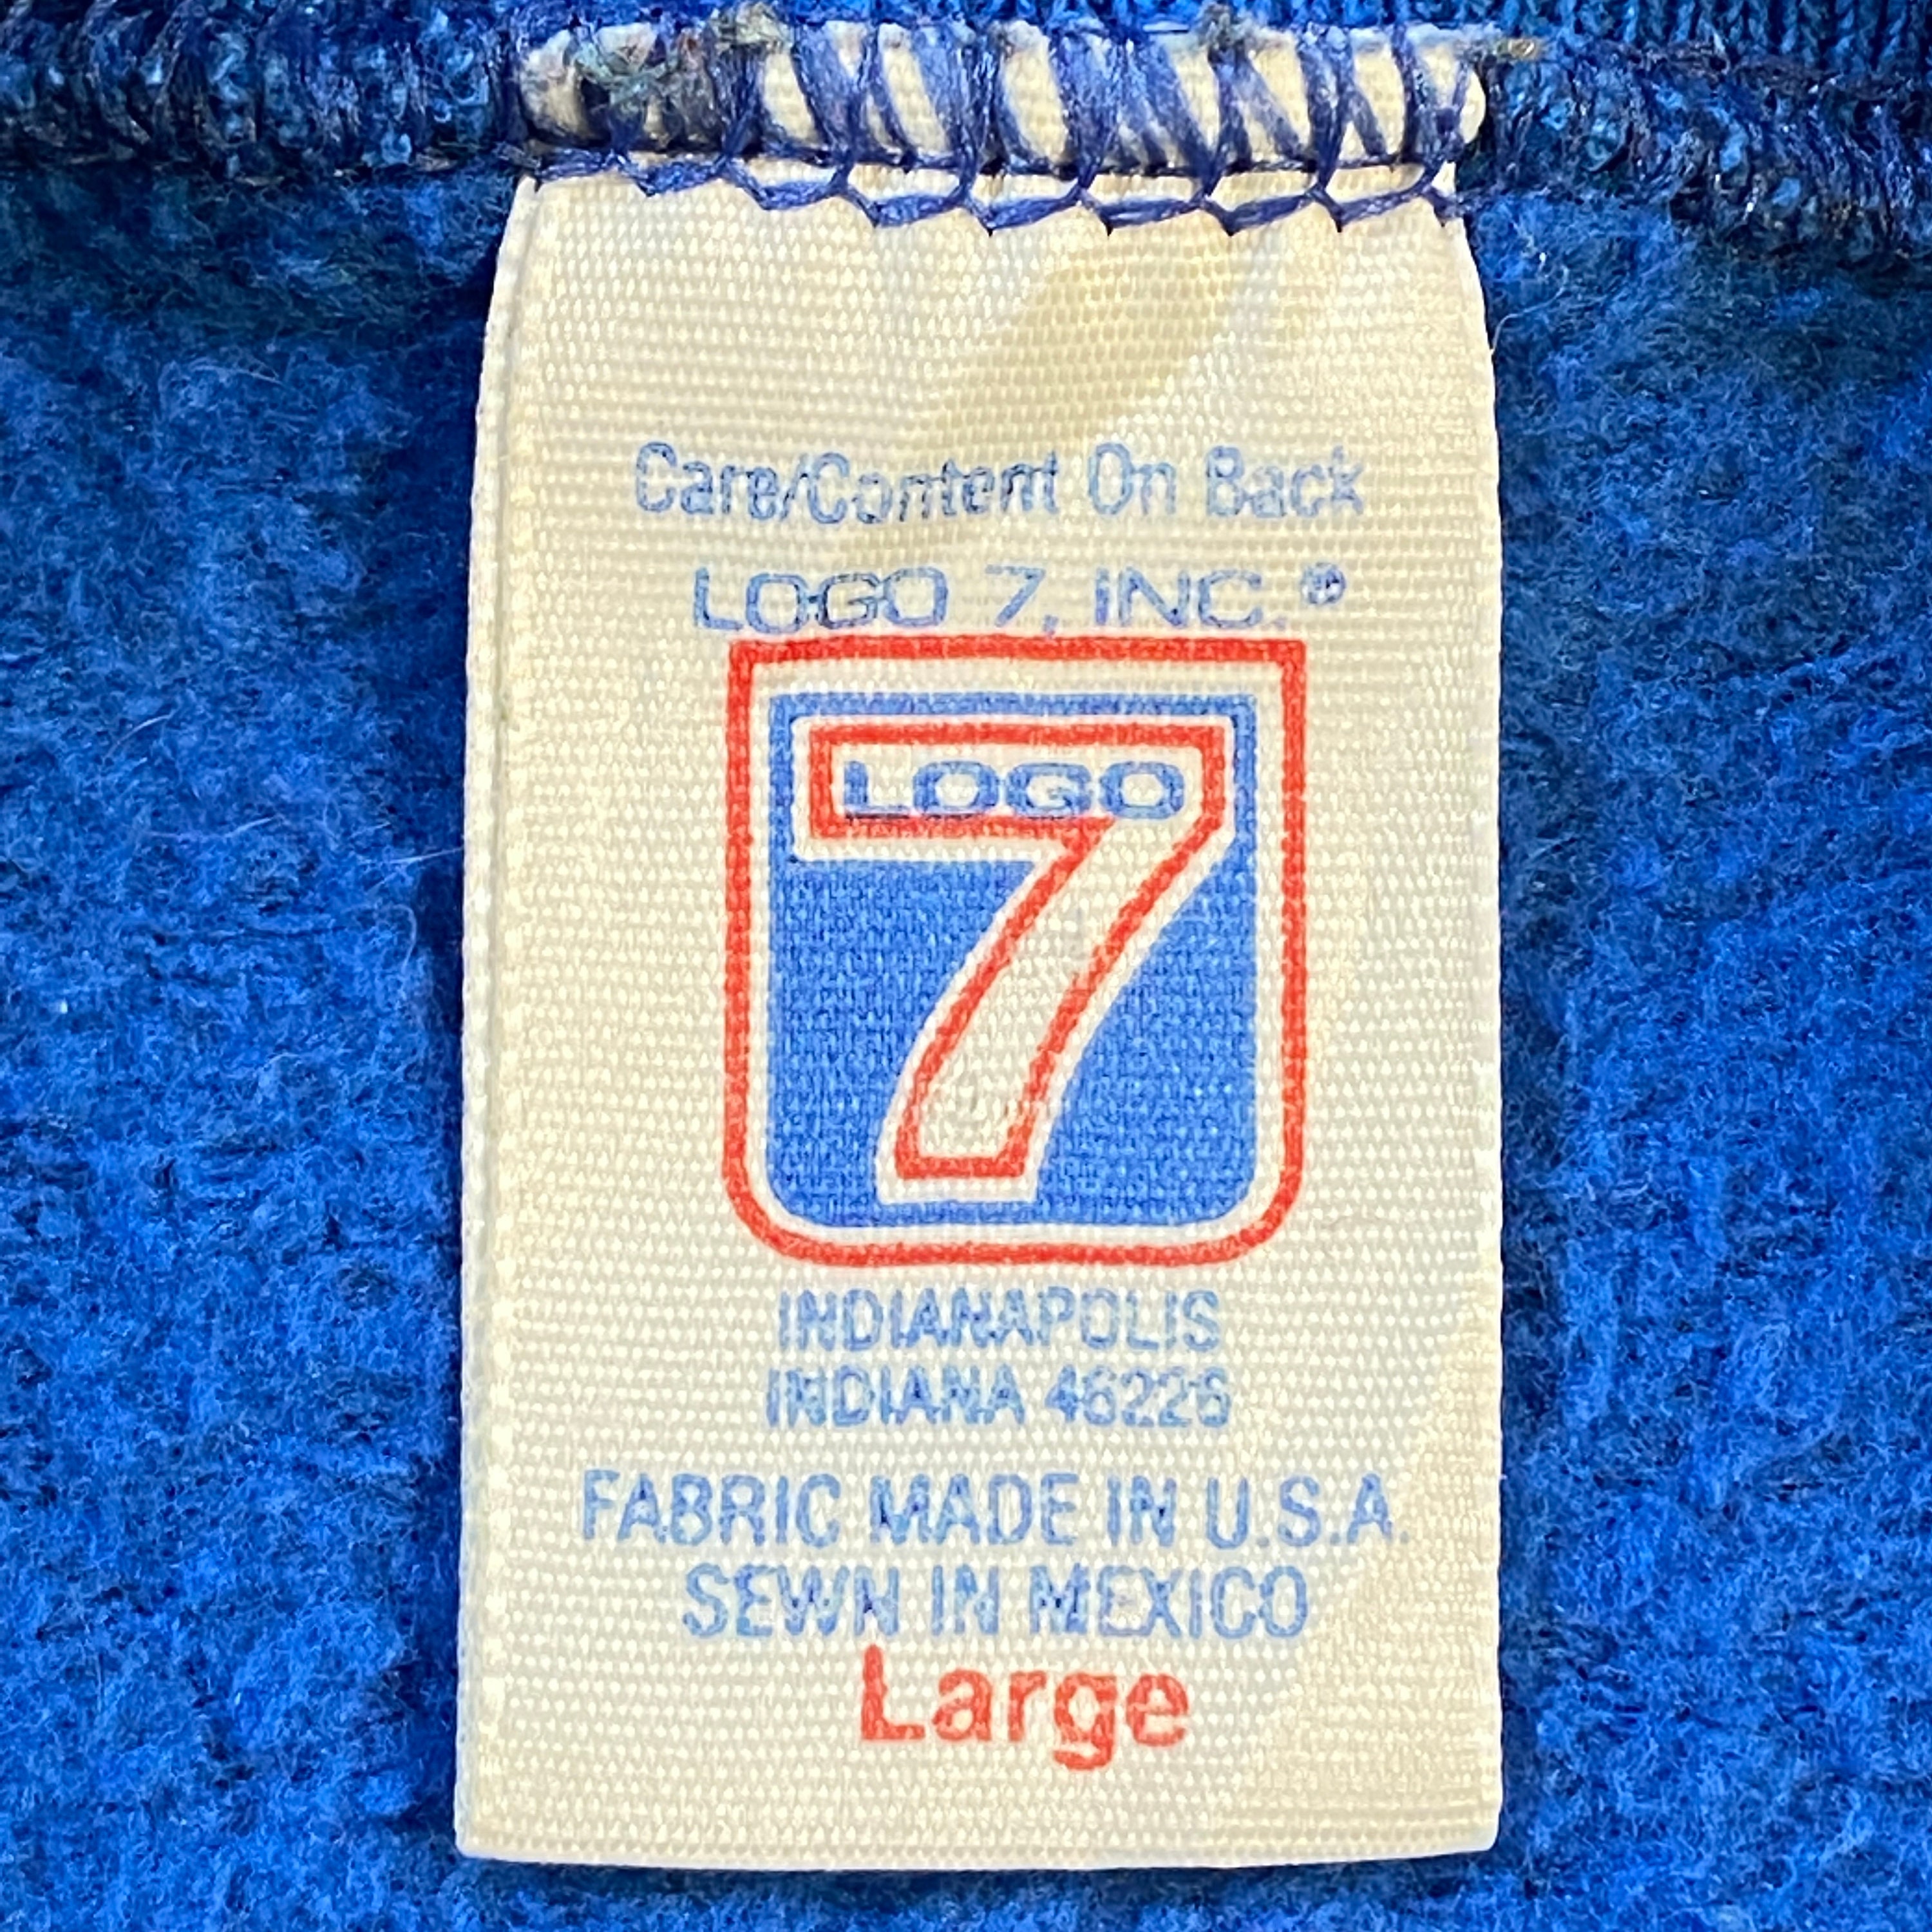 Care/Content On Back
LOGO 7, INC.®
LOGO
7
INDIANAPOLIS
INDIANA 46226
FABRIC MADE IN U.S.A.
SEWN IN MEXICO
Large